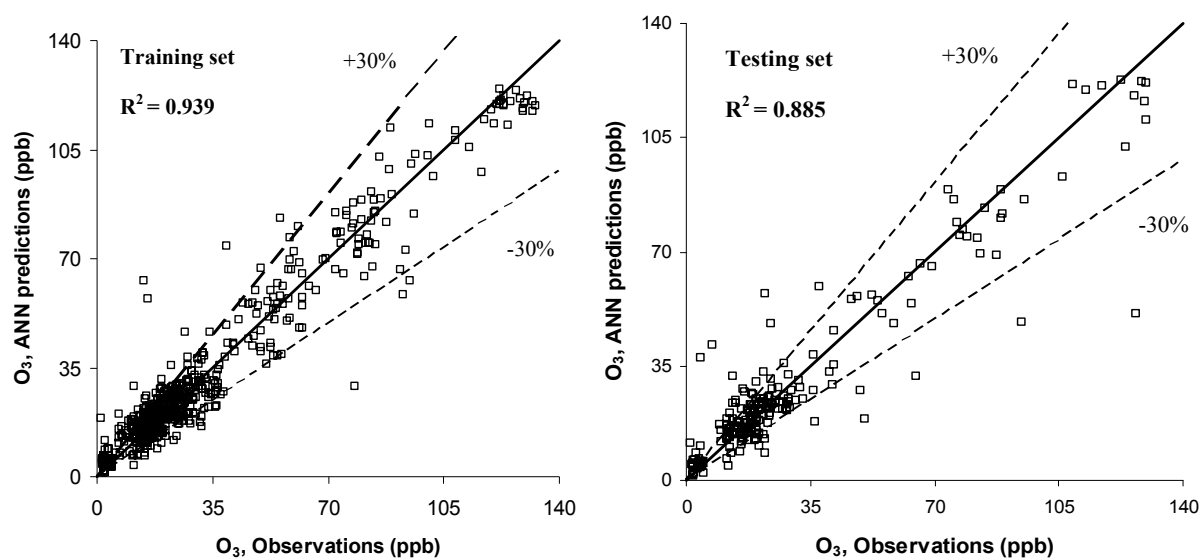 Training set
R² = 0.939
+30%
-30%
O₃, ANN predictions (ppb)
140
105
70
35
0
0 35 70 105 140
O₃, Observations (ppb)
Testing set
R² = 0.885
+30%
-30%
O₃, ANN predictions (ppb)
140
105
70
35
0
0 35 70 105 140
O₃, Observations (ppb)